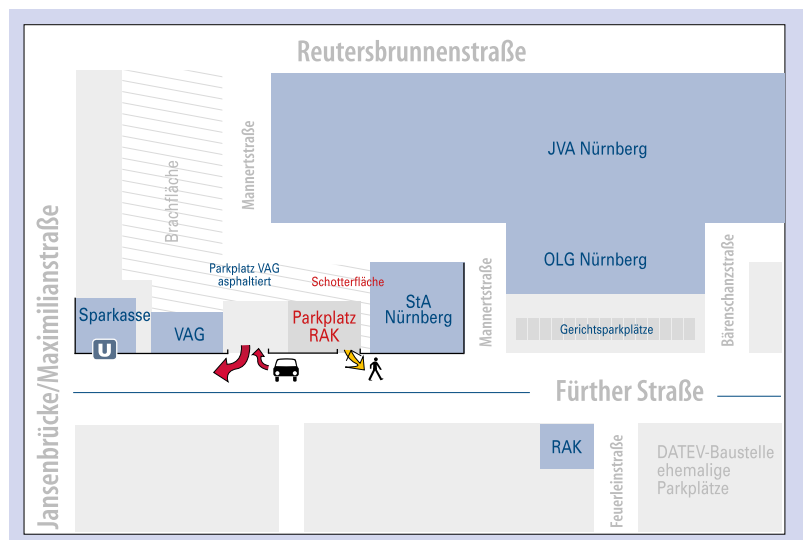 Reutersbrunnenstraße
Mannertstraße
JVA Nürnberg
Brachfläche
Jansenbrücke/Maximilianstraße
Parkplatz VAG
asphaltiert
Schotterfläche
Mannertstraße
OLG Nürnberg
Bärenschanzstraße
Sparkasse
U
VAG
Parkplatz
RAK
StA
Nürnberg
Gerichtsparkplätze
Fürther Straße
RAK
Feuerleinstraße
DATEV-Baustelle
ehemalige
Parkplätze